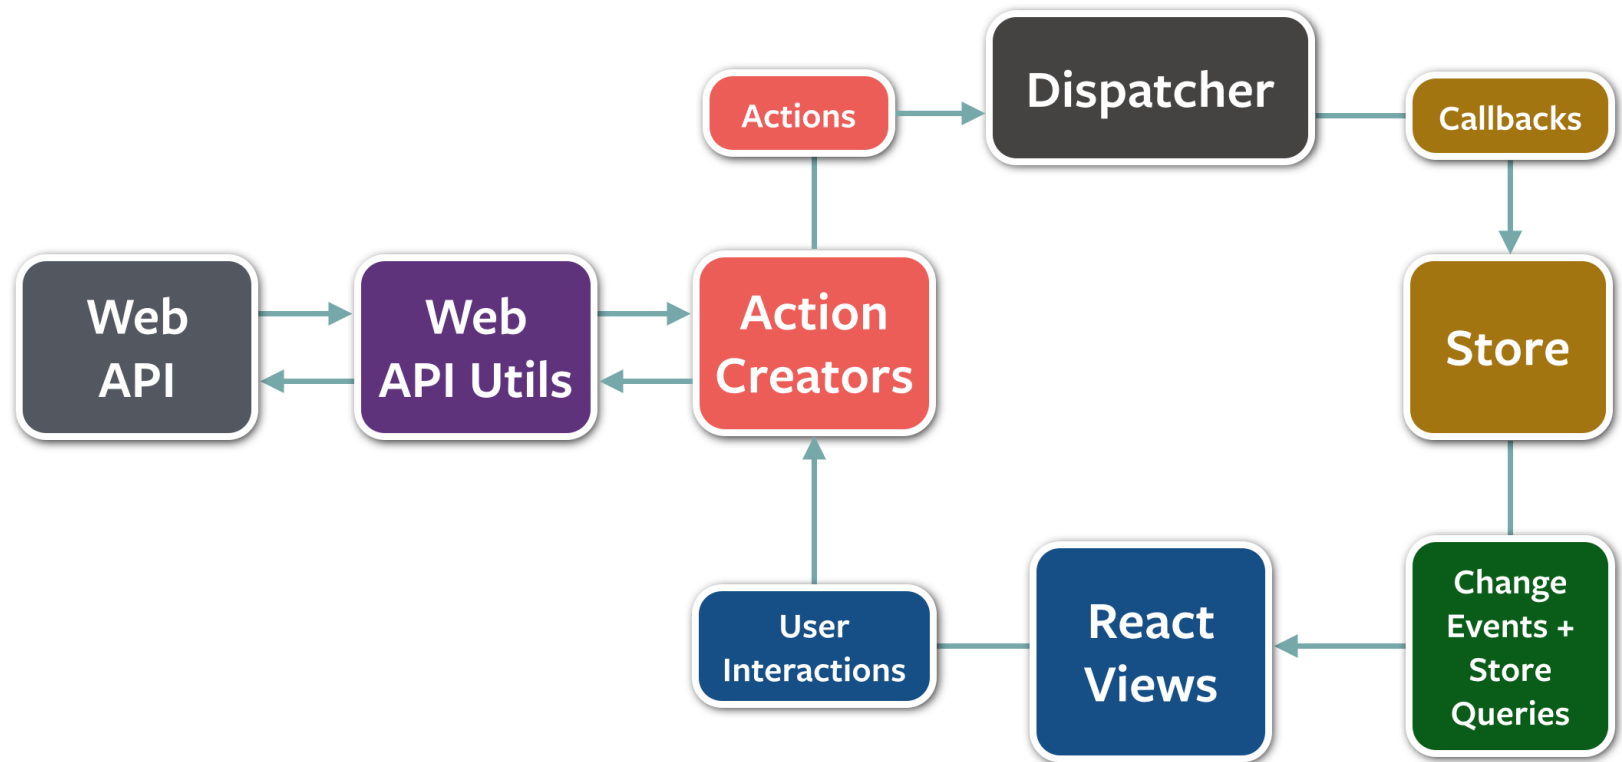 Actions
Dispatcher
Callbacks
Web
API
Web
API Utils
Action
Creators
Store
User
Interactions
React
Views
Change
Events +
Store
Queries